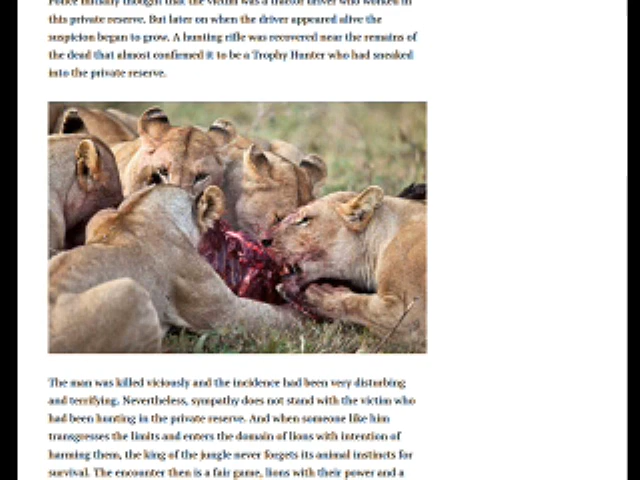 Police initially thought that the victim was a tractor driver who worked in
this private reserve. But later on when the driver appeared alive the
suspicion began to grow. A hunting rifle was recovered near the remains of
the dead that almost confirmed it to be a Trophy Hunter who had sneaked
into the private reserve.
The man was killed viciously and the incidence had been very disturbing
and terrifying. Nevertheless, sympathy does not stand with the victim who
had been hunting in the private reserve. And when someone like him
transgresses the limits and enters the domain of lions with intention of
harming them, the king of the jungle never forgets its animal instincts for
survival. The encounter then is a fair game, lions with their power and a